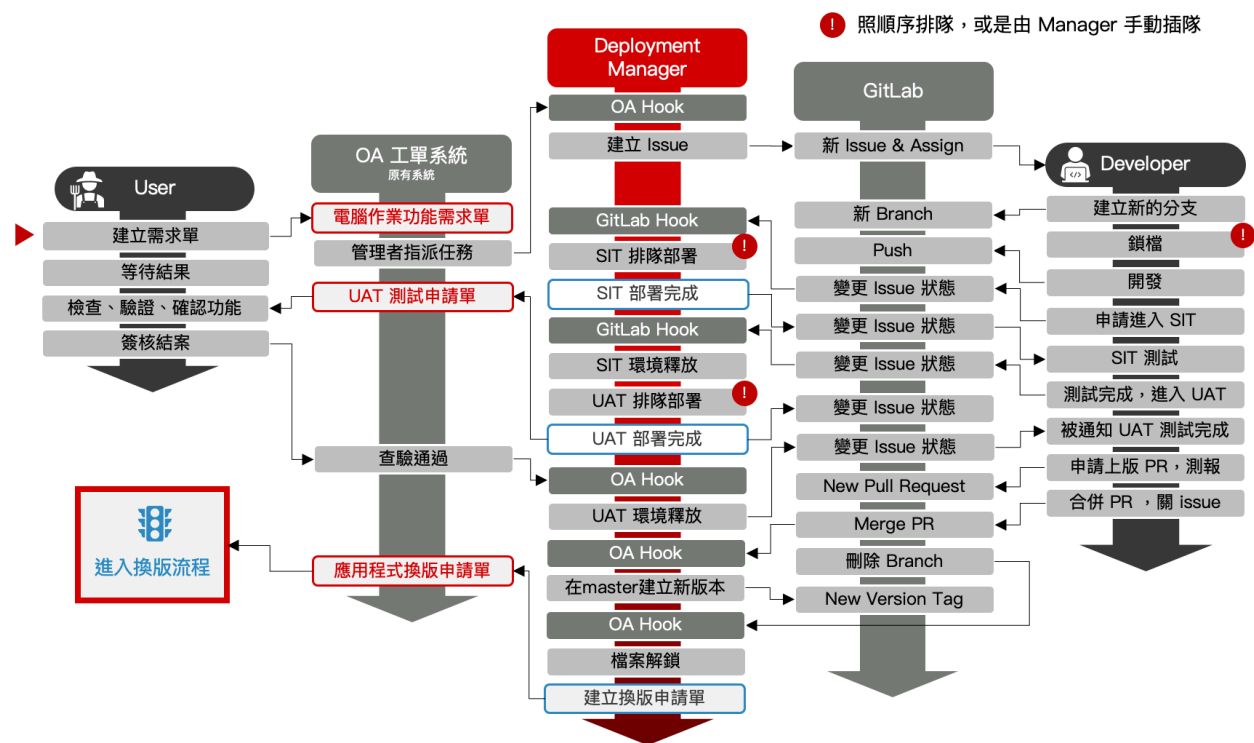 ! 照順序排隊，或是由 Manager 手動插隊
User
建立需求單
等待結果
檢查、驗證、確認功能
簽核結案
進入換版流程
OA 工單系統
原有系統
電腦作業功能需求單
管理者指派任務
UAT 測試申請單
查驗通過
應用程式換版申請單
Deployment
Manager
OA Hook
建立 Issue
GitLab Hook
SIT 排隊部署 !
SIT 部署完成
GitLab Hook
SIT 環境釋放
UAT 排隊部署 !
UAT 部署完成
OA Hook
UAT 環境釋放
OA Hook
在master建立新版本
OA Hook
檔案解鎖
建立換版申請單
GitLab
新 Issue & Assign
新 Branch
Push
變更 Issue 狀態
變更 Issue 狀態
變更 Issue 狀態
變更 Issue 狀態
變更 Issue 狀態
New Pull Request
Merge PR
刪除 Branch
New Version Tag
Developer
建立新的分支
鎖檔 !
開發
申請進入 SIT
SIT 測試
測試完成，進入 UAT
被通知 UAT 測試完成
申請上版 PR，測報
合併 PR ，關 issue